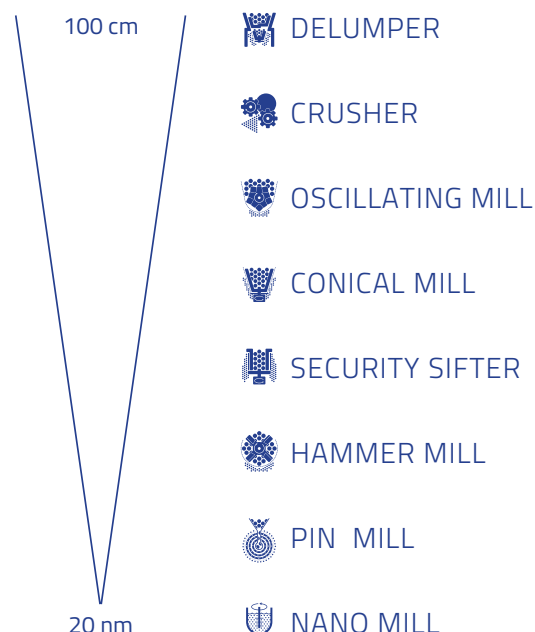 100 cm
DELUMPER
CRUSHER
OSCILLATING MILL
CONICAL MILL
SECURITY SIFTER
HAMMER MILL
PIN MILL
20 nm
NANO MILL